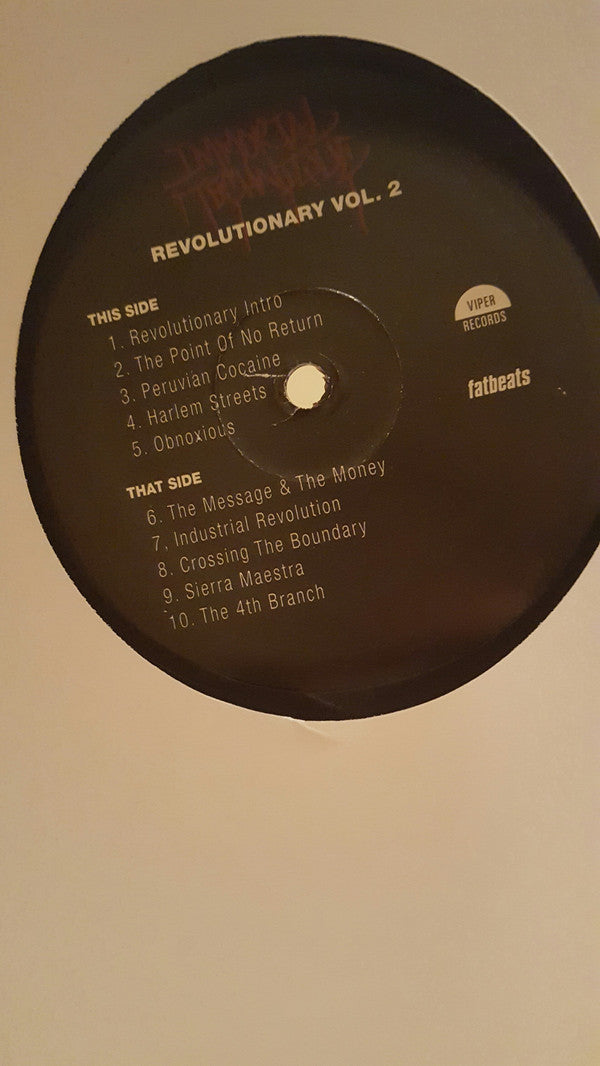 IMMORTAL
TECHNIQUE
REVOLUTIONARY VOL. 2
THIS SIDE
1. Revolutionary Intro
2. The Point Of No Return
3. Peruvian Cocaine
4. Harlem Streets
5. Obnoxious
THAT SIDE
6. The Message & The Money
7. Industrial Revolution
8. Crossing The Boundary
9. Sierra Maestra
10. The 4th Branch
VIPER
RECORDS
fatbeats